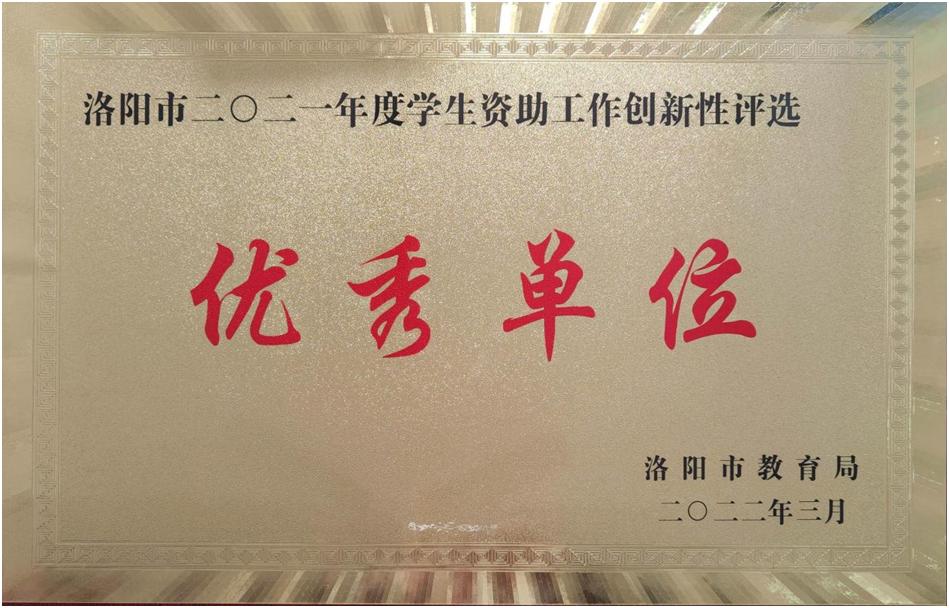 洛阳市二〇二一年度学生资助工作创新性评选
优秀单位
洛阳市教育局
二〇二二年三月